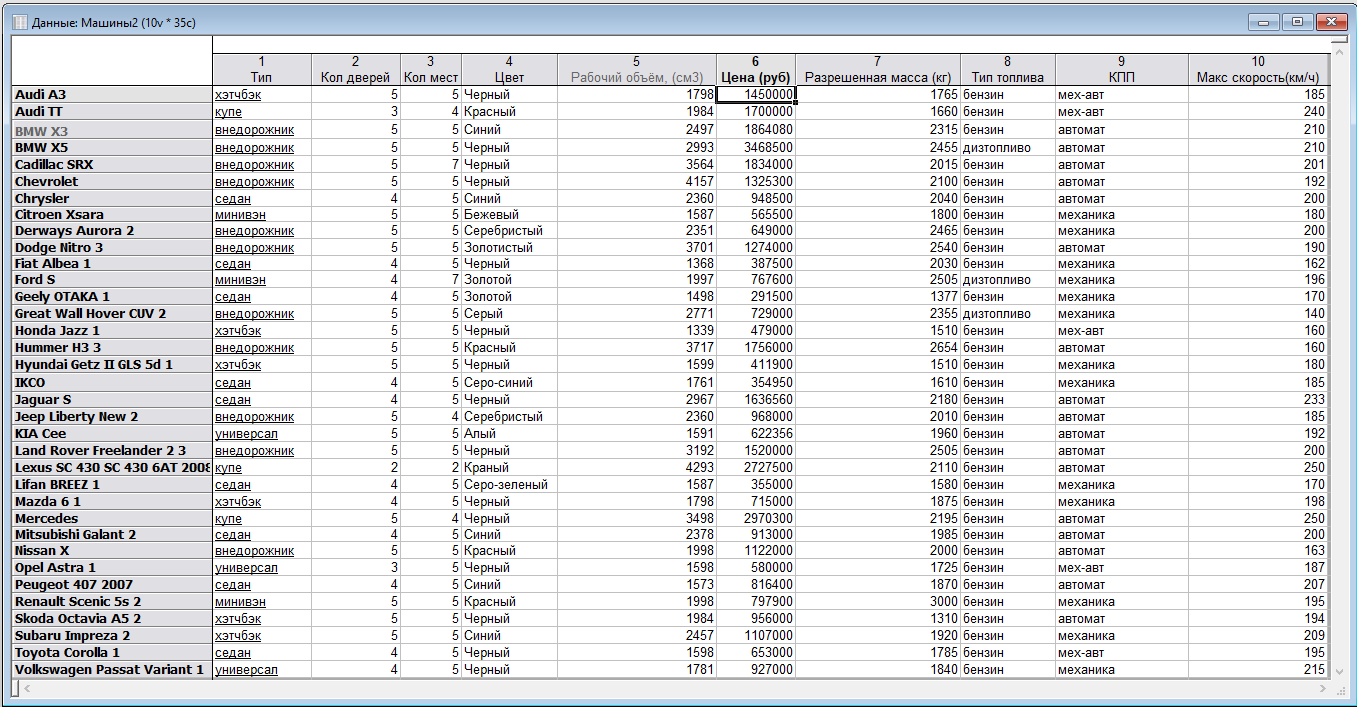 Данные: Машины2 (10v * 35c)
1 2 3 4 5 6 7 8 9 10
Тип Кол дверей Кол мест Цвет Рабочий объём, (см3) Цена (руб) Разрешенная масса (кг) Тип топлива КПП Макс скорость(км/ч)
Audi A3 хэтчбэк 5 5 Черный 1798 1450000 1765 бензин мех-авт 185
Audi TT купе 3 4 Красный 1984 1700000 1660 бензин мех-авт 240
BMW X3 внедорожник 5 5 Синий 2497 1864080 2315 бензин автомат 210
BMW X5 внедорожник 5 5 Черный 2993 3468500 2455 дизтопливо автомат 210
Cadillac SRX внедорожник 5 7 Черный 3564 1834000 2015 бензин автомат 201
Chevrolet внедорожник 5 5 Черный 4157 1325300 2100 бензин автомат 192
Chrysler седан 4 5 Синий 2360 948500 2040 бензин автомат 200
Citroen Xsara минивэн 5 5 Бежевый 1587 565500 1800 бензин механика 180
Derways Aurora 2 внедорожник 5 5 Серебристый 2351 649000 2465 бензин механика 200
Dodge Nitro 3 внедорожник 5 5 Золотистый 3701 1274000 2540 бензин автомат 190
Fiat Albea 1 седан 4 5 Черный 1368 387500 2030 бензин механика 162
Ford S минивэн 4 7 Золотой 1997 767600 2505 дизтопливо механика 196
Geely OTAKA 1 седан 4 5 Золотой 1498 291500 1377 бензин механика 170
Great Wall Hover CUV 2 внедорожник 5 5 Серый 2771 729000 2355 дизтопливо механика 140
Honda Jazz 1 хэтчбэк 5 5 Черный 1339 479000 1510 бензин мех-авт 160
Hummer H3 3 внедорожник 5 5 Красный 3717 1756000 2654 бензин автомат 160
Hyundai Getz II GLS 5d 1 хэтчбэк 5 5 Черный 1599 411900 1510 бензин механика 180
IKCO седан 4 5 Серо-синий 1761 354950 1610 бензин механика 185
Jaguar S седан 4 5 Черный 2967 1636560 2180 бензин автомат 233
Jeep Liberty New 2 внедорожник 5 4 Серебристый 2360 968000 2010 бензин автомат 185
KIA Cee универсал 5 5 Алый 1591 622356 1960 бензин автомат 192
Land Rover Freelander 2 3 внедорожник 5 5 Черный 3192 1520000 2505 бензин автомат 200
Lexus SC 430 SC 430 6AT 2008 купе 2 2 Краный 4293 2727500 2110 бензин автомат 250
Lifan BREEZ 1 седан 4 5 Серо-зеленый 1587 355000 1580 бензин механика 170
Mazda 6 1 хэтчбэк 4 5 Черный 1798 715000 1875 бензин механика 198
Mercedes купе 5 4 Черный 3498 2970300 2195 бензин автомат 250
Mitsubishi Galant 2 седан 4 5 Синий 2378 913000 1985 бензин автомат 200
Nissan X внедорожник 5 5 Красный 1998 1122000 2000 бензин автомат 163
Opel Astra 1 универсал 3 5 Черный 1598 580000 1725 бензин мех-авт 187
Peugeot 407 2007 седан 4 5 Синий 1573 816400 1870 бензин автомат 207
Renault Scenic 5s 2 минивэн 5 5 Красный 1998 797900 3000 бензин механика 195
Skoda Octavia A5 2 хэтчбэк 5 5 Черный 1984 956000 1310 бензин автомат 194
Subaru Impreza 2 хэтчбэк 5 5 Синий 2457 1107000 1920 бензин механика 209
Toyota Corolla 1 седан 4 5 Черный 1598 653000 1785 бензин мех-авт 195
Volkswagen Passat Variant 1 универсал 4 5 Черный 1781 927000 1840 бензин механика 215